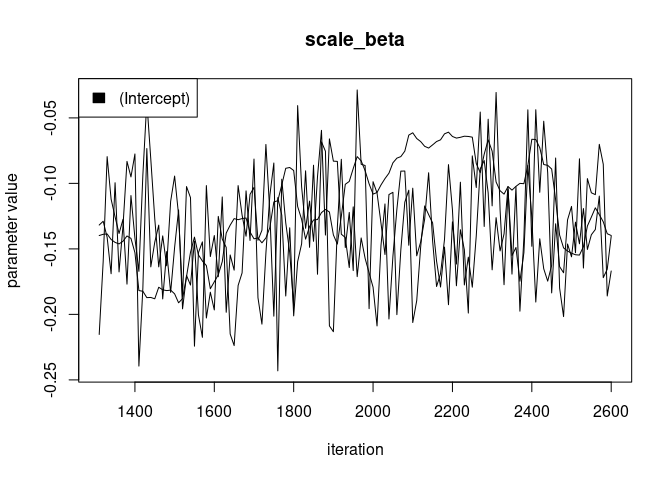 scale_beta
(Intercept)
parameter value
-0.05
-0.10
-0.15
-0.20
-0.25
1400 1600 1800 2000 2200 2400 2600
iteration